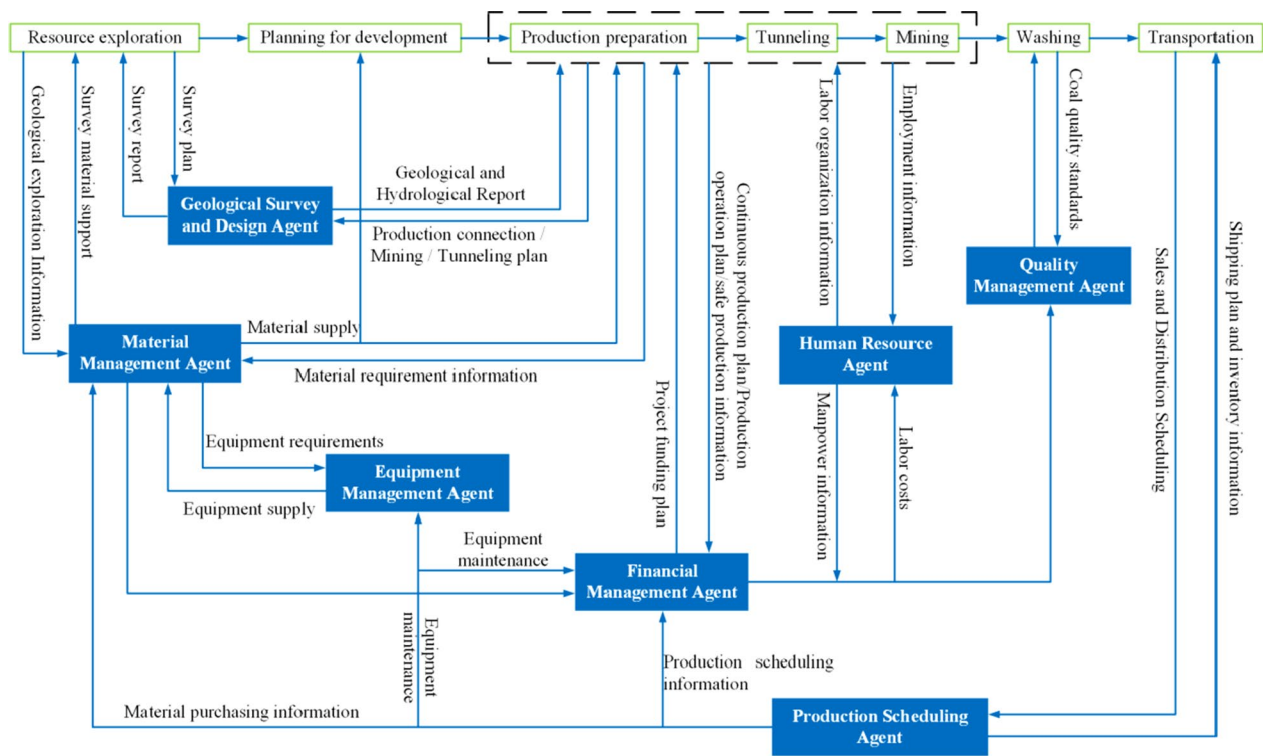 Resource exploration
Planning for development
Production preparation
Tunneling
Mining
Washing
Transportation
Geological exploration Information
Survey material support
Survey report
Survey plan
Geological Survey
and Design Agent
Geological and
Hydrological Report
Production connection /
Mining / Tunneling plan
Continuous production plan/Production
operation plan/safe production information
Labor organization information
Employment information
Coal quality standards
Quality
Management Agent
Sales and Distribution Scheduling
Shipping plan and inventory information
Material
Management Agent
Material supply
Material requirement information
Human Resource
Agent
Project funding plan
Manpower information
Labor costs
Equipment requirements
Equipment
Management Agent
Equipment supply
Equipment
maintenance
Financial
Management Agent
Equipment
maintenance
Production scheduling
information
Material purchasing information
Production Scheduling
Agent